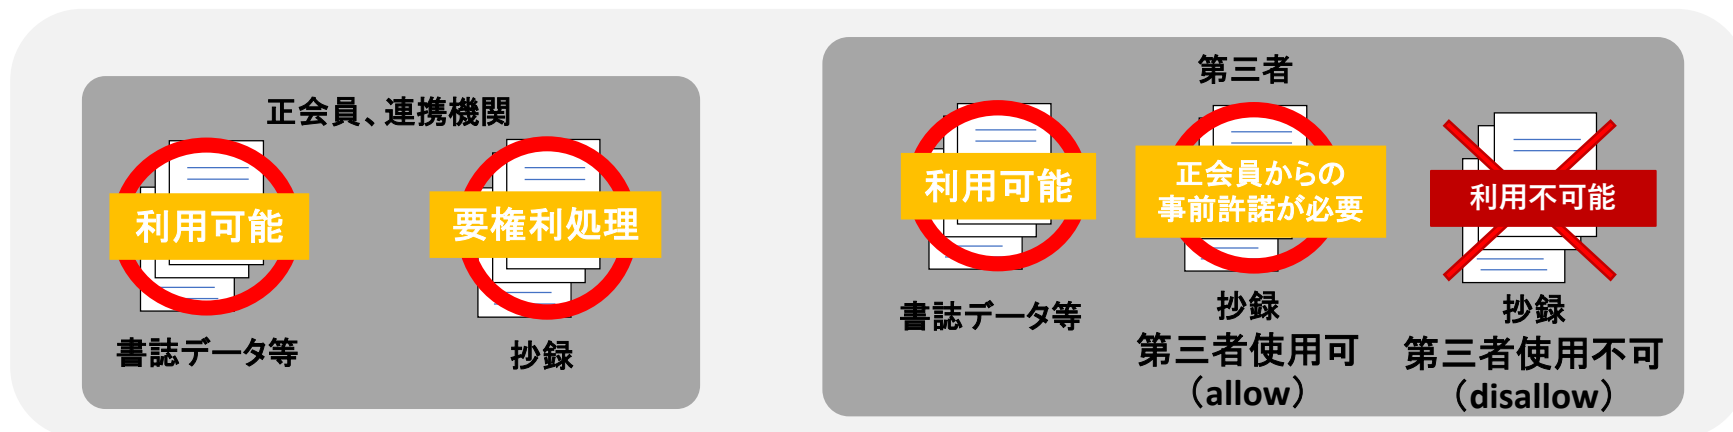 正会員、連携機関
利用可能
要権利処理
書誌データ等
抄録
第三者
利用可能
正会員からの
事前許諾が必要
利用不可能
書誌データ等
抄録
第三者使用可
(allow)
抄録
第三者使用不可
(disallow)